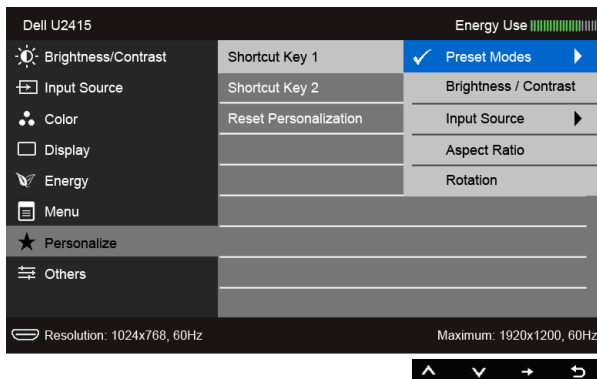 Dell U2415
Energy Use
Brightness/Contrast
Shortcut Key 1
Preset Modes
Input Source
Shortcut Key 2
Brightness / Contrast
Color
Reset Personalization
Input Source
Display
Aspect Ratio
Energy
Rotation
Menu
Personalize
Others
Resolution: 1024x768, 60Hz
Maximum: 1920x1200, 60Hz